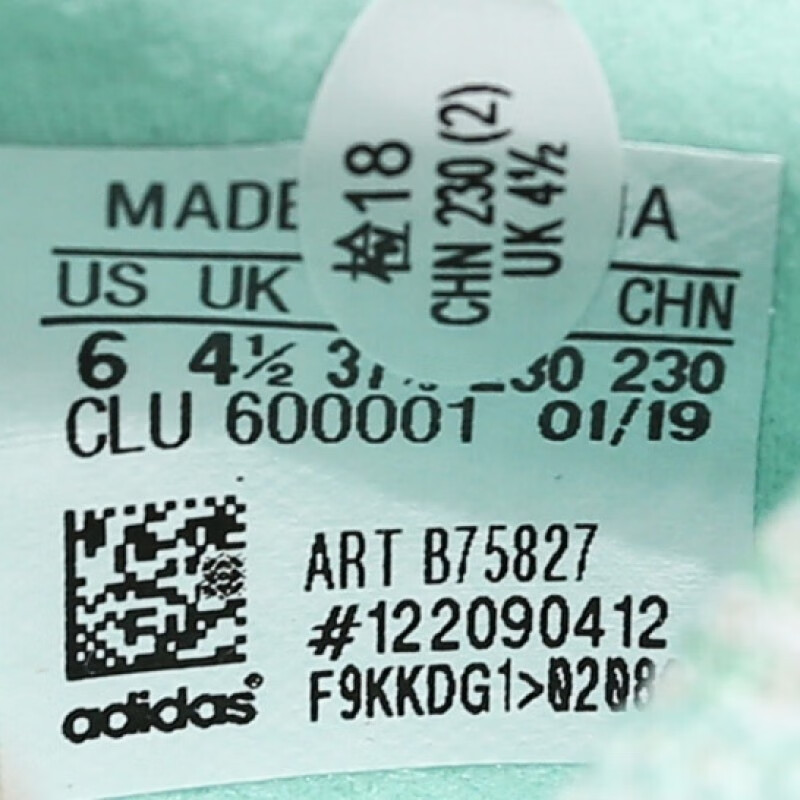 检18
CHN 230 (2)
UK 4½
MADE
US UK CHN
6 4½ 230
CLU 600001 01/19
ART B75827
#122090412
adidas